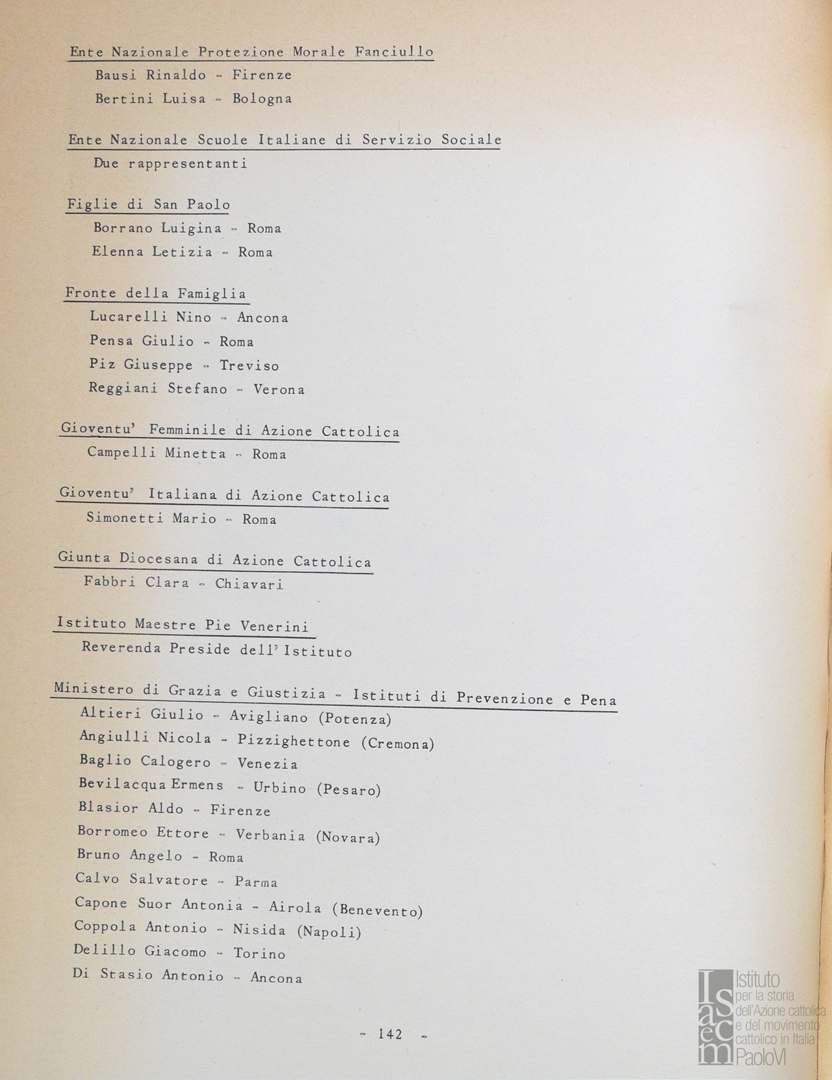 Ente Nazionale Protezione Morale Fanciullo
Bausi Rinaldo - Firenze
Bertini Luisa - Bologna
Ente Nazionale Scuole Italiane di Servizio Sociale
Due rappresentanti
Figlie di San Paolo
Borrano Luigina - Roma
Elenna Letizia - Roma
Fronte della Famiglia
Lucarelli Nino - Ancona
Pensa Giulio - Roma
Piz Giuseppe - Treviso
Reggiani Stefano - Verona
Gioventu' Femminile di Azione Cattolica
Campelli Minetta - Roma
Gioventu' Italiana di Azione Cattolica
Simonetti Mario - Roma
Giunta Diocesana di Azione Cattolica
Fabbri Clara - Chiavari
Istituto Maestre Pie Venerini
Reverenda Preside dell'Istituto
Ministero di Grazia e Giustizia - Istituti di Prevenzione e Pena
Altieri Giulio - Avigliano (Potenza)
Angiulli Nicola - Pizzighettone (Cremona)
Baglio Calogero - Venezia
Bevilacqua Ermens - Urbino (Pesaro)
Blasior Aldo - Firenze
Borromeo Ettore - Verbania (Novara)
Bruno Angelo - Roma
Calvo Salvatore - Parma
Capone Suor Antonia - Airola (Benevento)
Coppola Antonio - Nisida (Napoli)
Delillo Giacomo - Torino
Di Stasio Antonio - Ancona
- 142 -
Isacem
Istituto
per la storia
dell'Azione cattolica
e del movimento
cattolico in Italia
PaoloVI